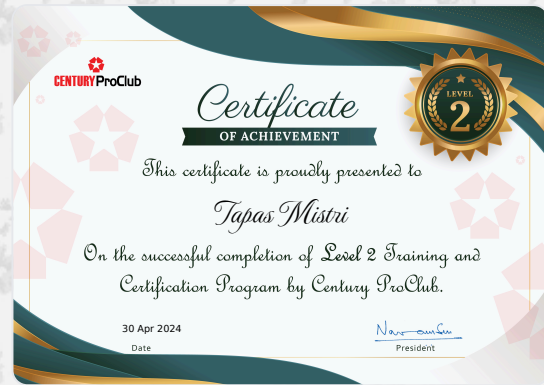 CENTURY ProClub
Certificate
OF ACHIEVEMENT
LEVEL
2
This certificate is proudly presented to
Tapas Mistri
On the successful completion of Level 2 Training and
Certification Program by Century ProClub.
30 Apr 2024
Date
President